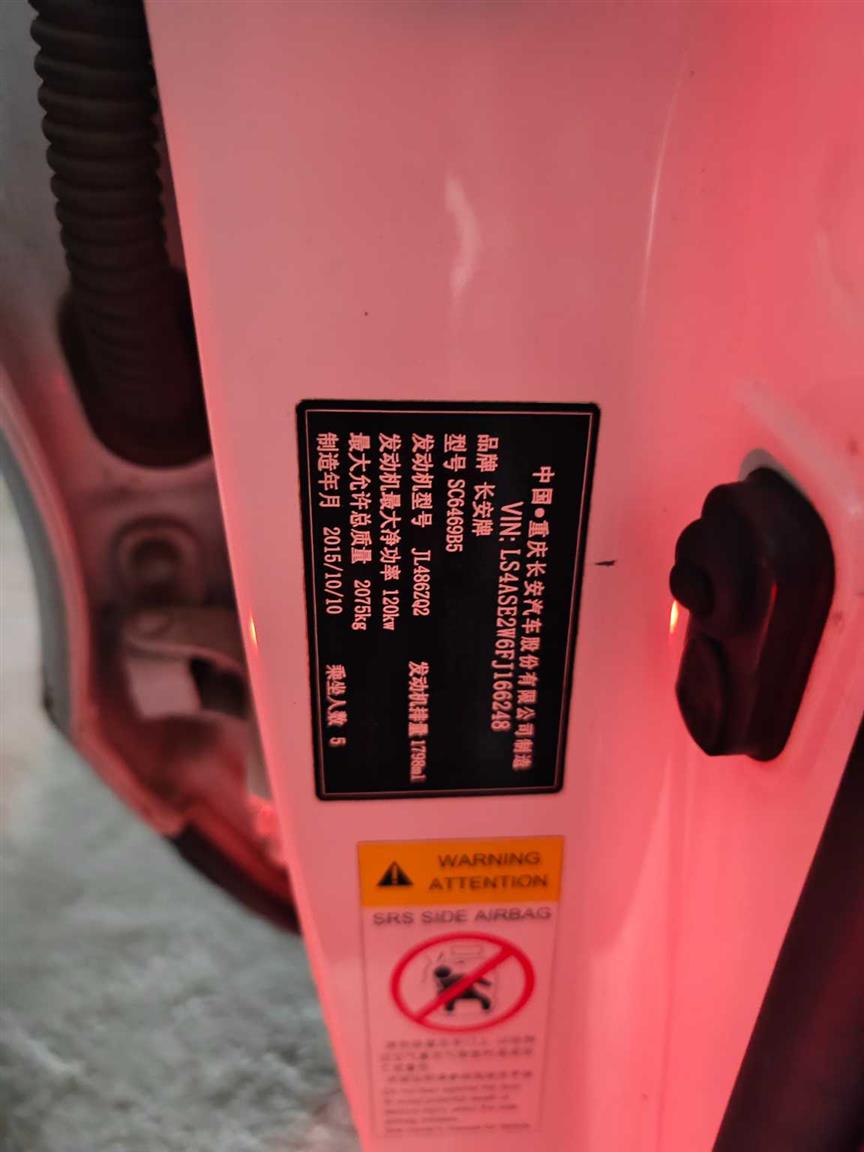 中国●重庆长安汽车股份有限公司制造
VIN: LS4ASE2W6FJ166248
品牌 长安牌
型号 SC6469B5
发动机型号 JL486ZQ2 发动机排量 1798ml
发动机最大净功率 120kw
最大允许总质量 2075kg
制造年月 2015/10/10 乘坐人数 5
WARNING
ATTENTION
SRS SIDE AIRBAG